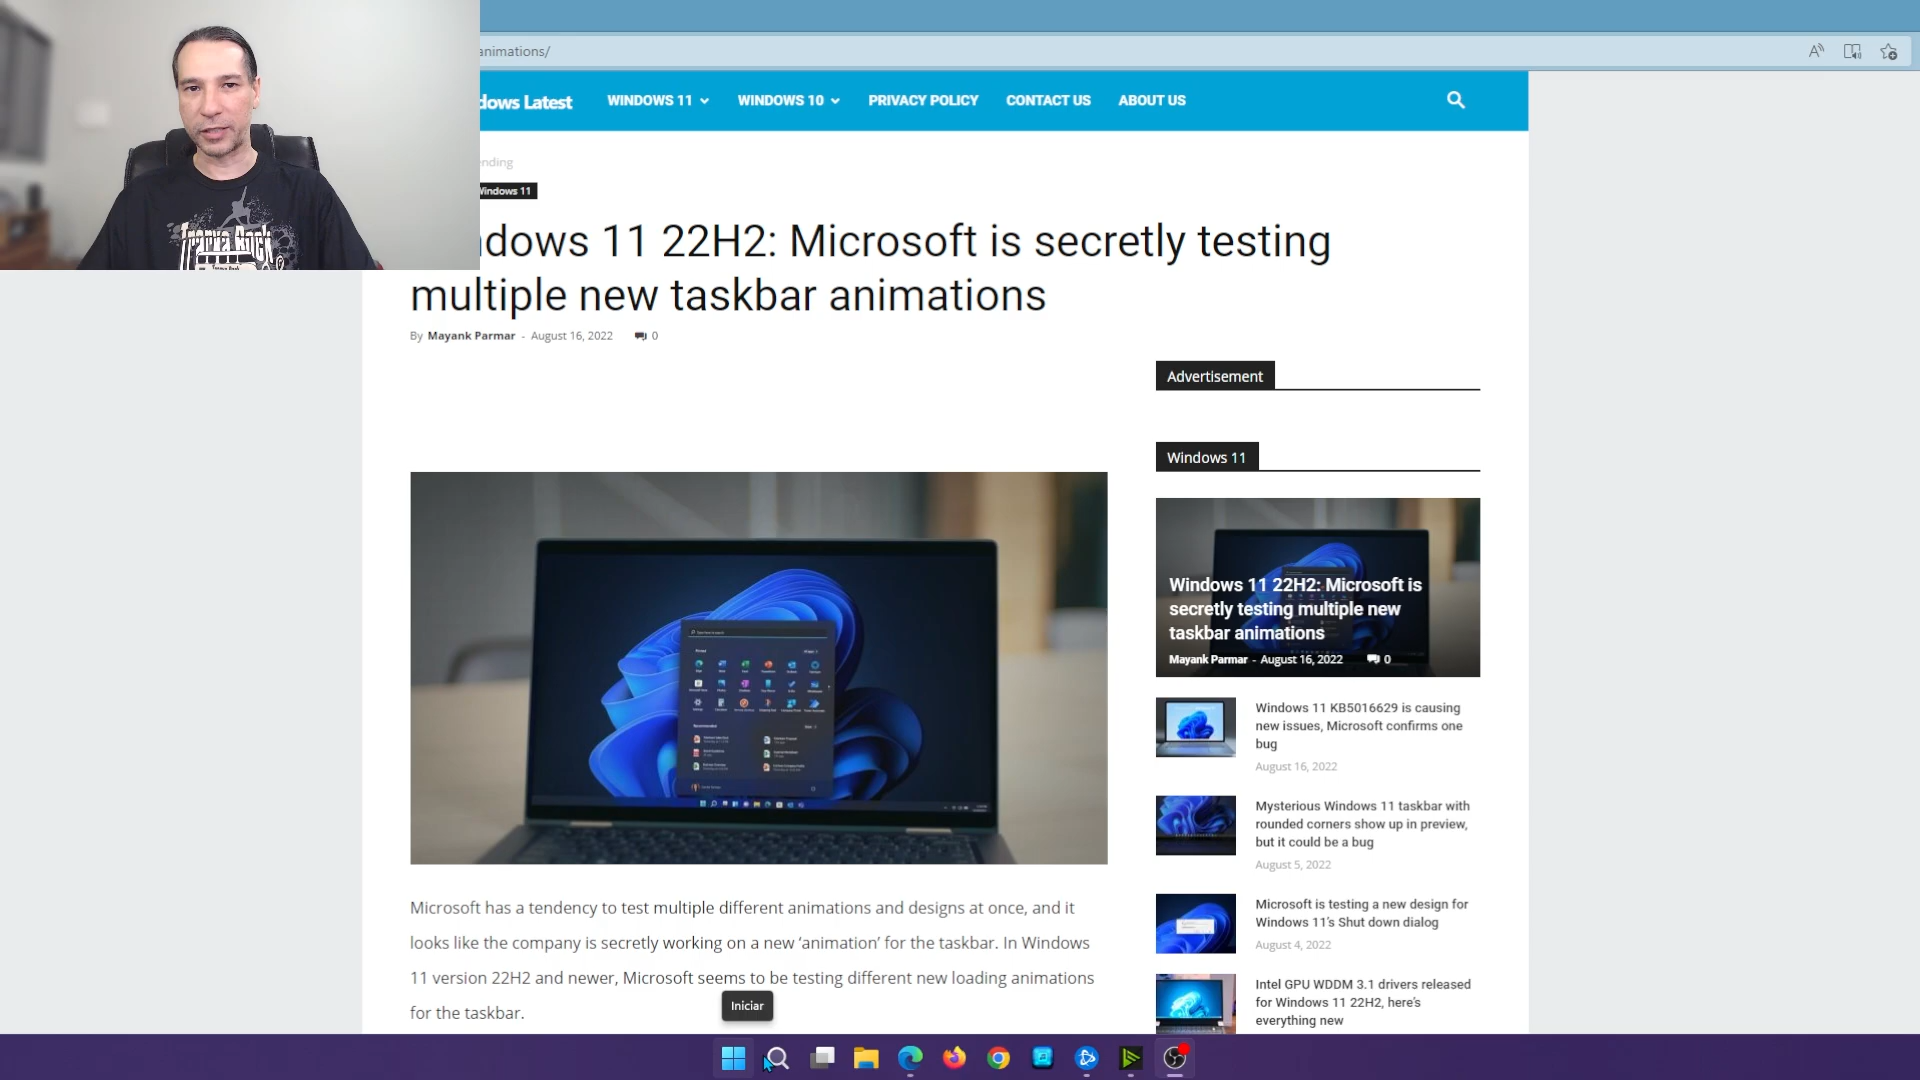 animations/
dows Latest
WINDOWS 11
WINDOWS 10
PRIVACY POLICY
CONTACT US
ABOUT US
ending
Windows 11
dows 11 22H2: Microsoft is secretly testing
multiple new taskbar animations
By Mayank Parmar - August 16, 2022 0
Advertisement
Windows 11
Windows 11 22H2: Microsoft is
secretly testing multiple new
taskbar animations
Mayank Parmar - August 16, 2022 0
Windows 11 KB5016629 is causing
new issues, Microsoft confirms one
bug
August 16, 2022
Mysterious Windows 11 taskbar with
rounded corners show up in preview,
but it could be a bug
August 5, 2022
Microsoft is testing a new design for
Windows 11's Shut down dialog
August 4, 2022
Intel GPU WDDM 3.1 drivers released
for Windows 11 22H2, here's
everything new
Microsoft has a tendency to test multiple different animations and designs at once, and it
looks like the company is secretly working on a new ‘animation’ for the taskbar. In Windows
11 version 22H2 and newer, Microsoft seems to be testing different new loading animations
for the taskbar.
Iniciar